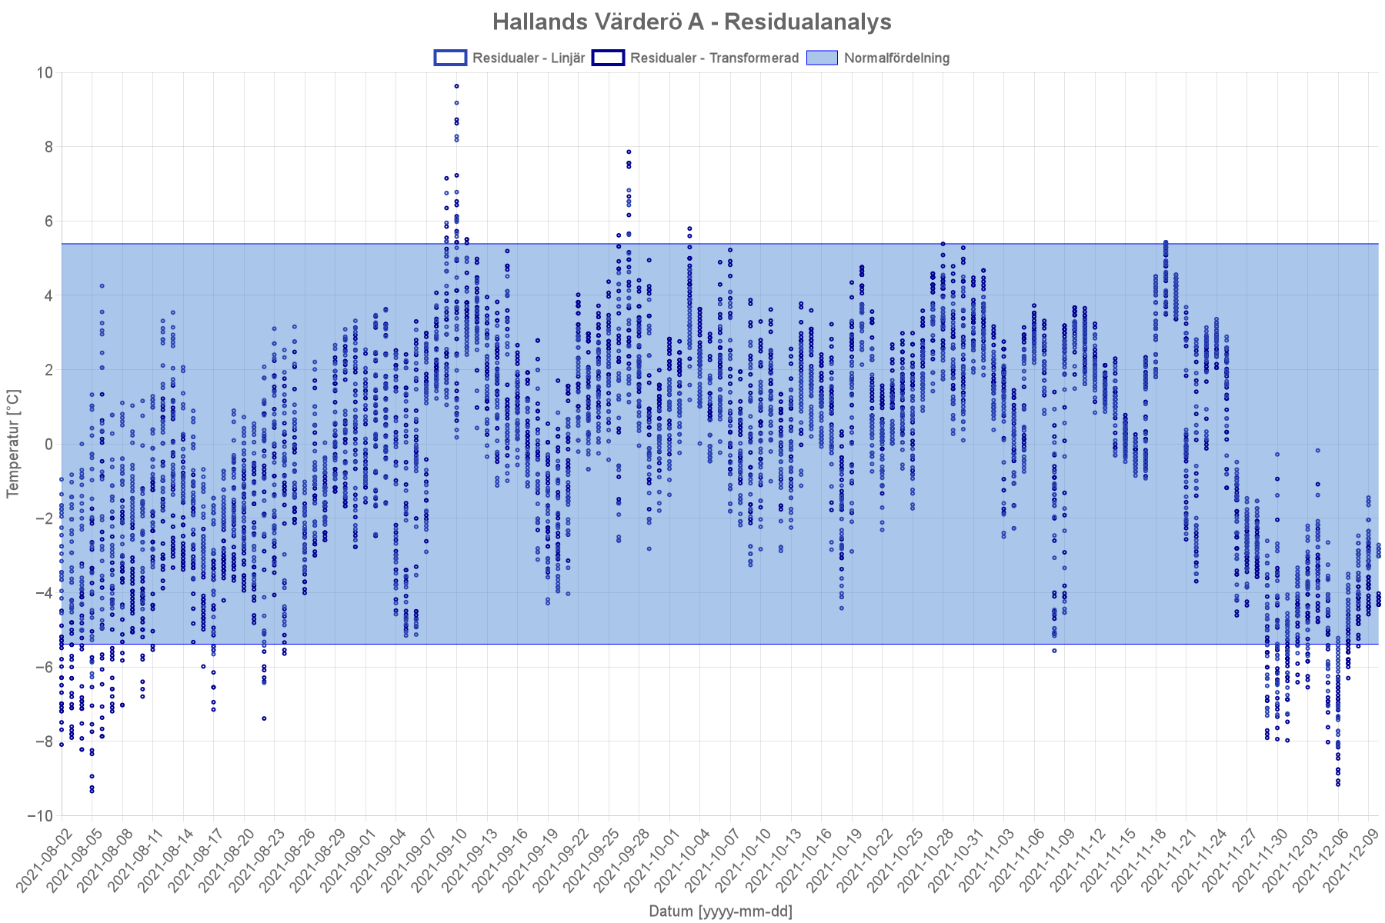 Hallands Värderö A - Residualanalys
Residualer - Linjär Residualer - Transformerad Normalfördelning
Temperatur [°C]
10
8
6
4
2
0
−2
−4
−6
−8
−10
2021-08-02 2021-08-05 2021-08-08 2021-08-11 2021-08-14 2021-08-17 2021-08-20 2021-08-23 2021-08-26 2021-08-29 2021-09-01 2021-09-04 2021-09-07 2021-09-10 2021-09-13 2021-09-16 2021-09-19 2021-09-22 2021-09-25 2021-09-28 2021-10-01 2021-10-04 2021-10-07 2021-10-10 2021-10-13 2021-10-16 2021-10-19 2021-10-22 2021-10-25 2021-10-28 2021-10-31 2021-11-03 2021-11-06 2021-11-09 2021-11-12 2021-11-15 2021-11-18 2021-11-21 2021-11-24 2021-11-27 2021-11-30 2021-12-03 2021-12-06 2021-12-09
Datum [yyyy-mm-dd]